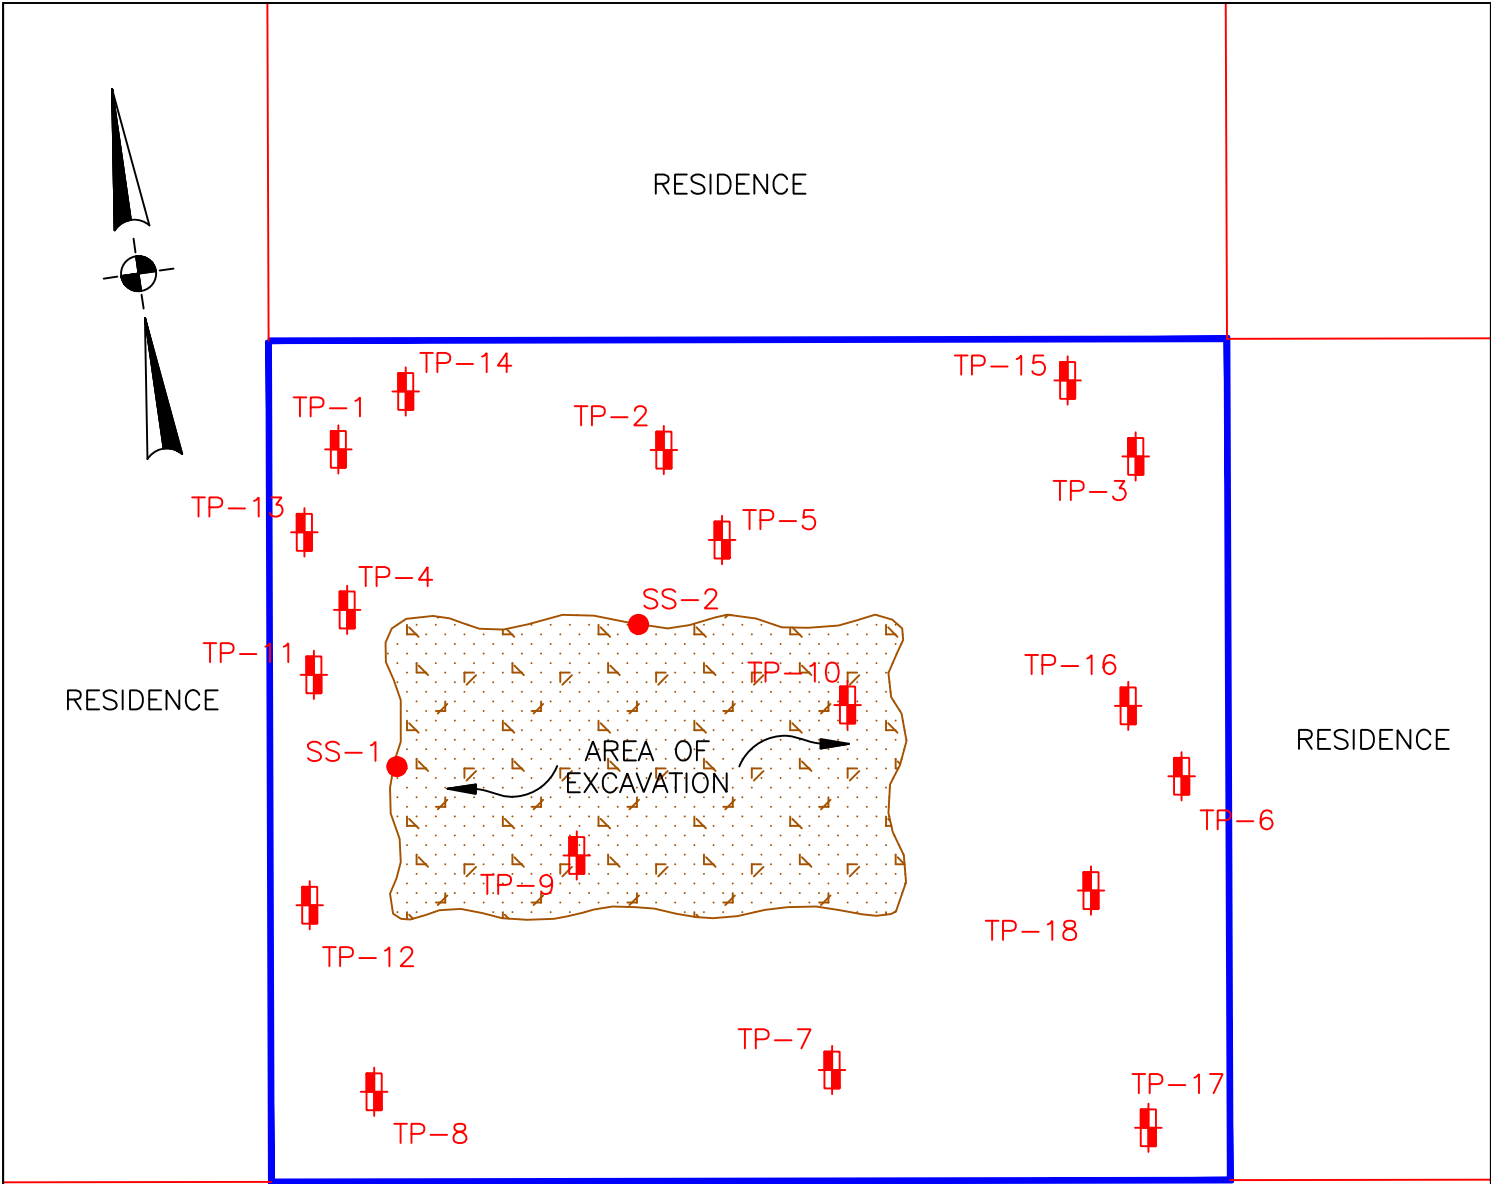 RESIDENCE
TP-14
TP-15
TP-1
TP-2
TP-3
TP-13
TP-5
TP-4
SS-2
TP-11
TP-10
TP-16
RESIDENCE
SS-1
AREA OF
EXCAVATION
RESIDENCE
TP-6
TP-9
TP-18
TP-12
TP-7
TP-17
TP-8